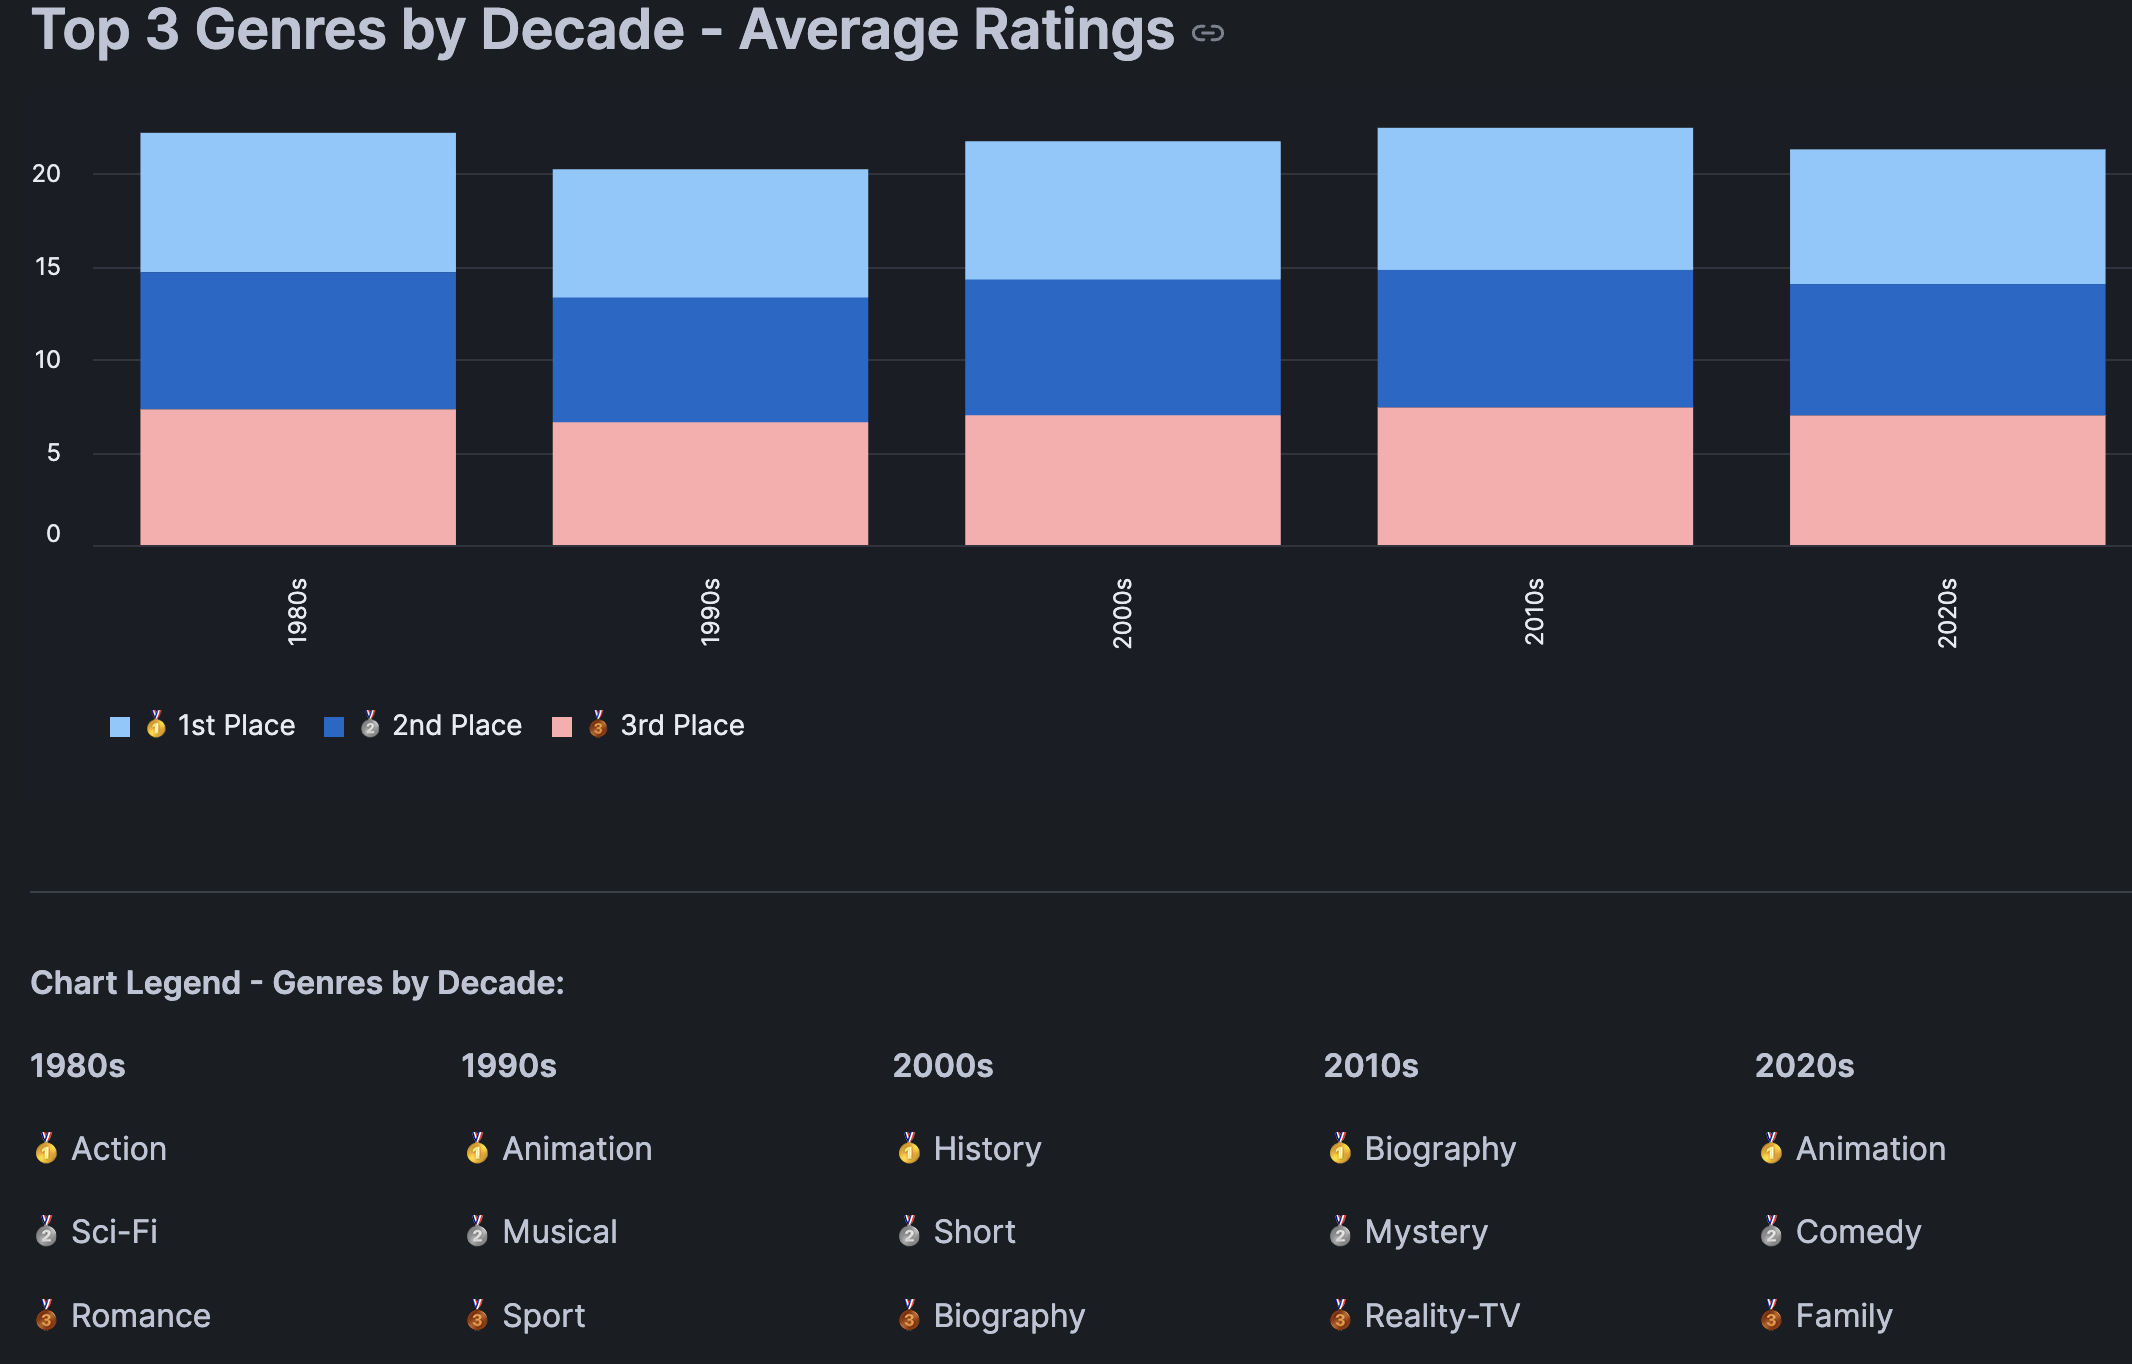 Top 3 Genres by Decade - Average Ratings
20
15
10
5
0
1980s
1990s
2000s
2010s
2020s
1st Place
2nd Place
3rd Place
Chart Legend - Genres by Decade:
1980s
1990s
2000s
2010s
2020s
🥇 Action
🥇 Animation
🥇 History
🥇 Biography
🥇 Animation
🥈 Sci-Fi
🥈 Musical
🥈 Short
🥈 Mystery
🥈 Comedy
🥉 Romance
🥉 Sport
🥉 Biography
🥉 Reality-TV
🥉 Family